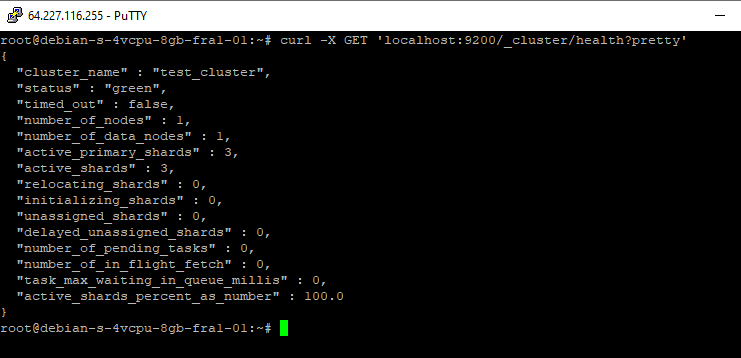 64.227.116.255 - PuTTY
root@debian-s-4vcpu-8gb-fra1-01:~# curl -X GET 'localhost:9200/_cluster/health?pretty'
{
  "cluster_name" : "test_cluster",
  "status" : "green",
  "timed_out" : false,
  "number_of_nodes" : 1,
  "number_of_data_nodes" : 1,
  "active_primary_shards" : 3,
  "active_shards" : 3,
  "relocating_shards" : 0,
  "initializing_shards" : 0,
  "unassigned_shards" : 0,
  "delayed_unassigned_shards" : 0,
  "number_of_pending_tasks" : 0,
  "number_of_in_flight_fetch" : 0,
  "task_max_waiting_in_queue_millis" : 0,
  "active_shards_percent_as_number" : 100.0
}
root@debian-s-4vcpu-8gb-fra1-01:~#